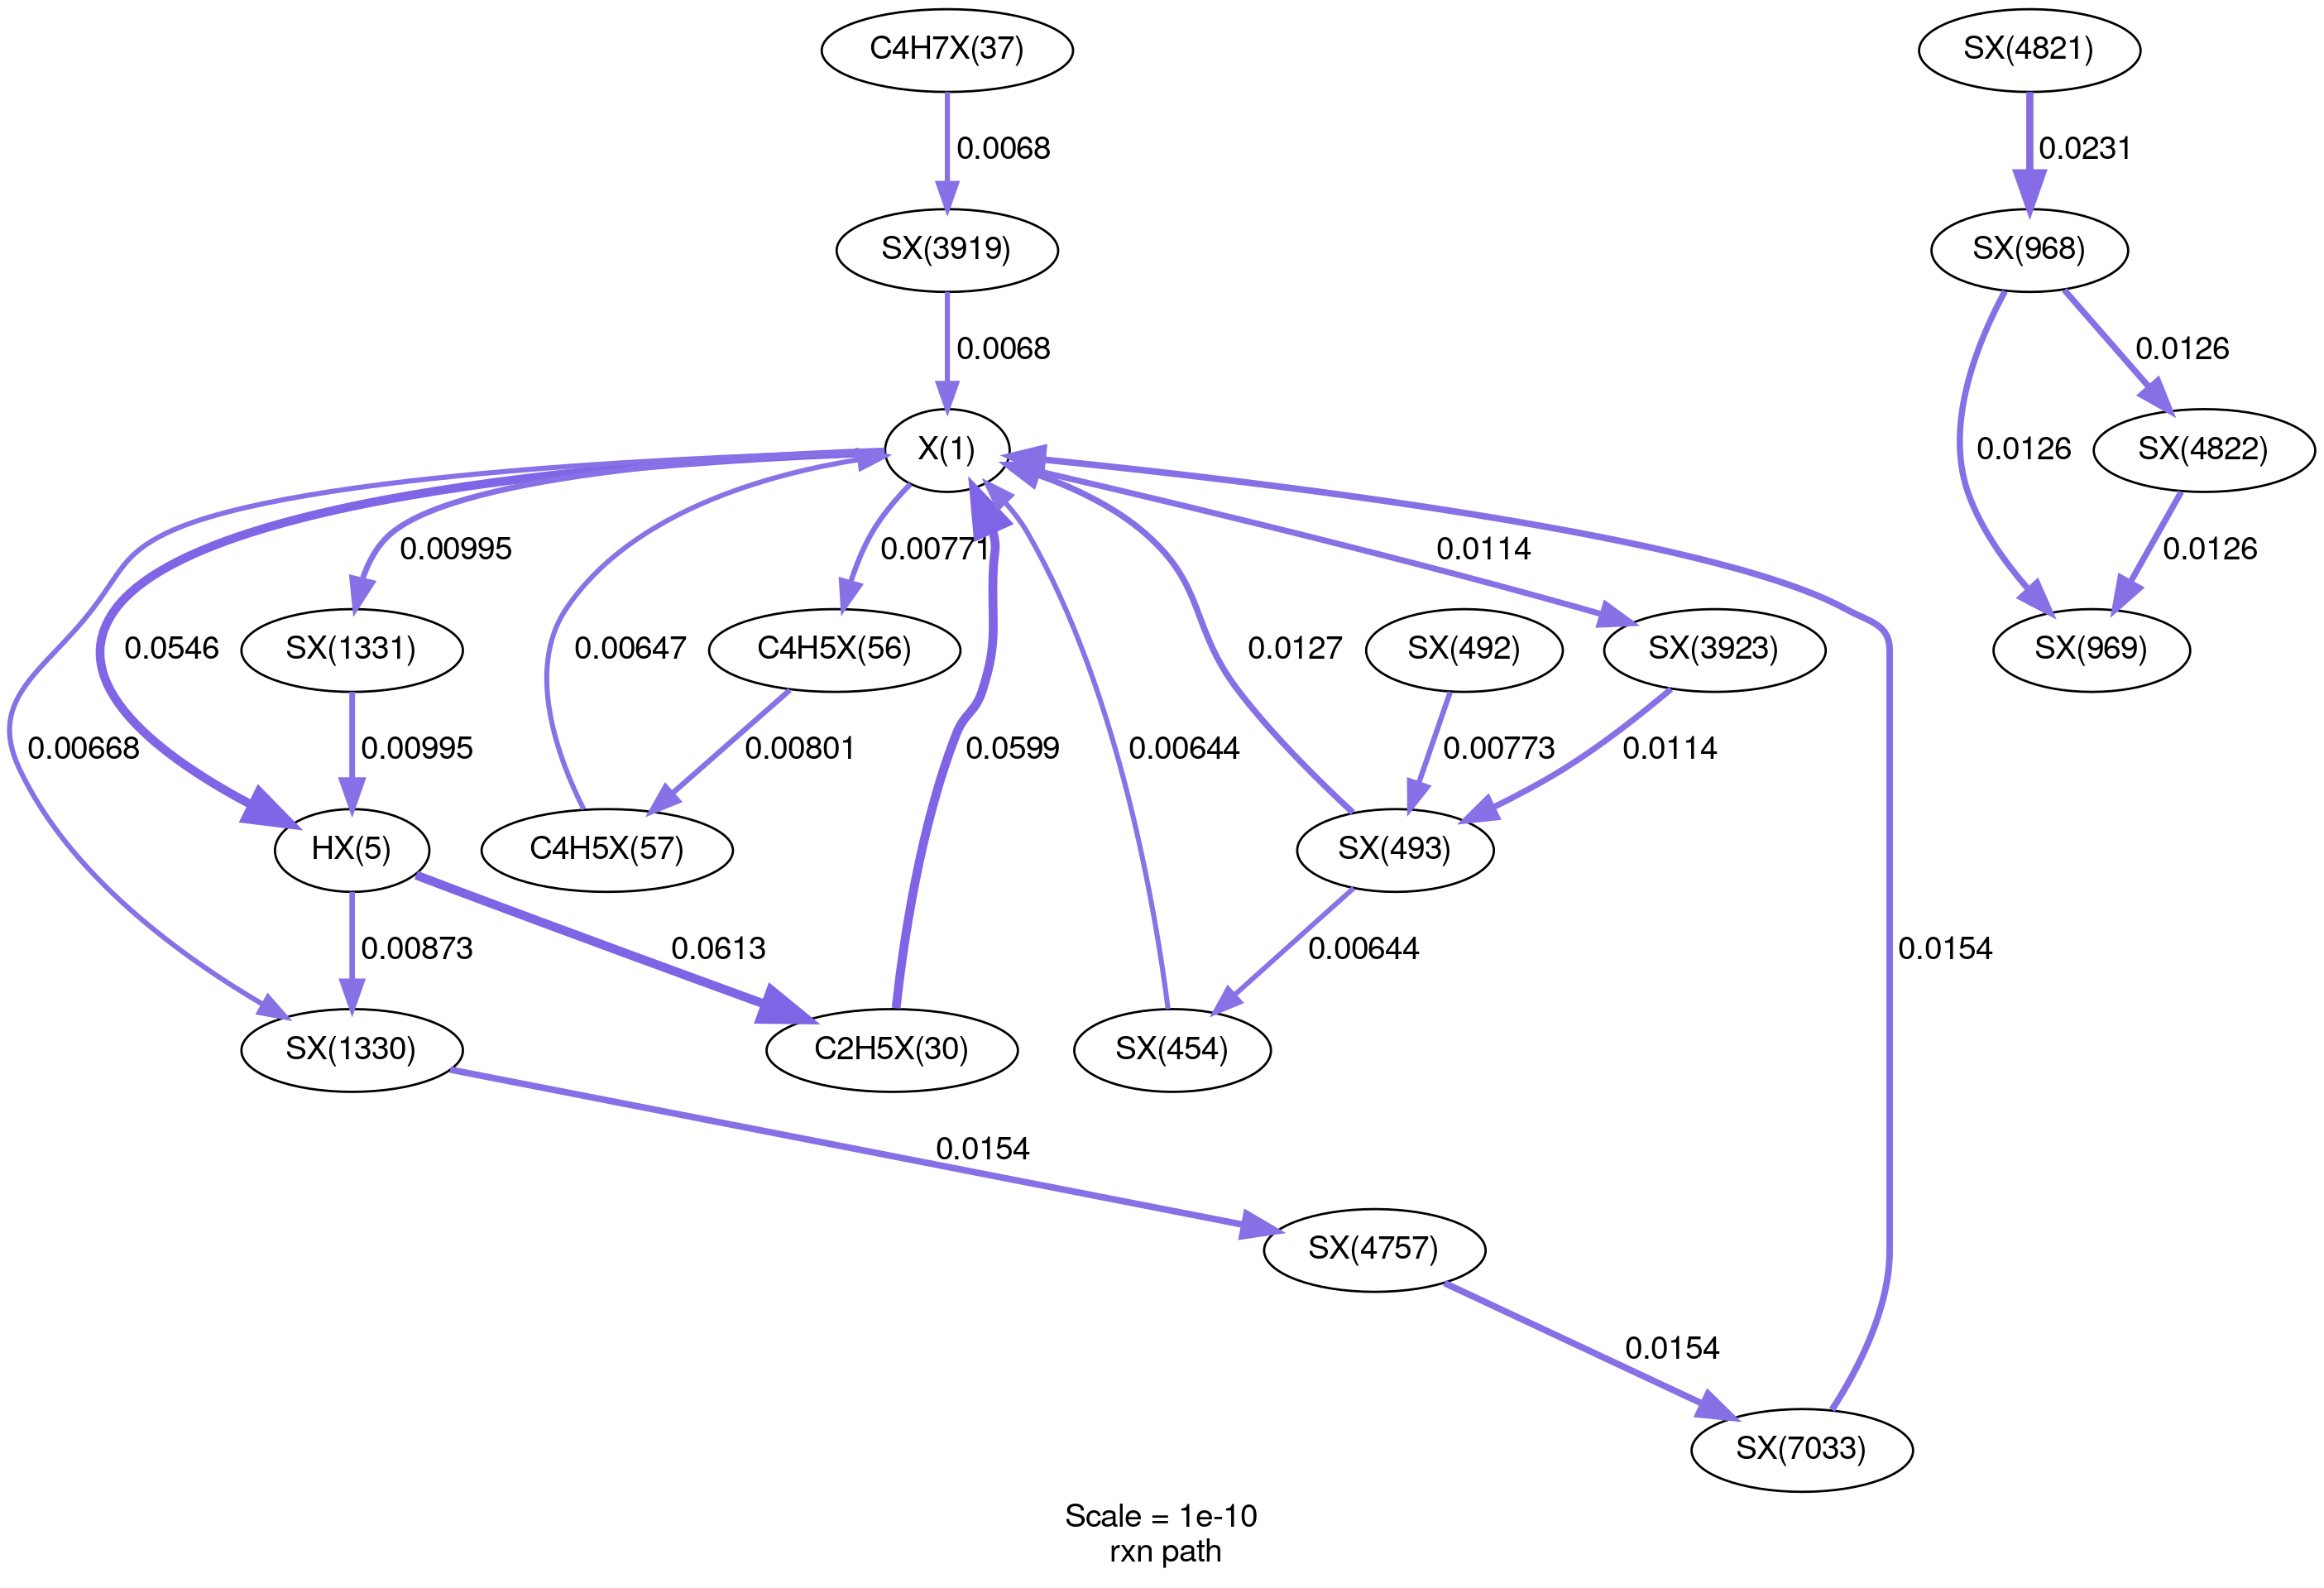 C4H7X(37)
SX(4821)
0.0068
0.0231
SX(3919)
SX(968)
0.0068
0.0126
X(1)
0.0126
SX(4822)
0.00995
0.00771
0.0114
0.0126
0.0546
SX(1331)
0.00647
C4H5X(56)
0.0127
SX(492)
SX(3923)
SX(969)
0.00668
0.00995
0.00801
0.0599
0.00644
0.00773
0.0114
HX(5)
C4H5X(57)
SX(493)
0.00873
0.0613
0.00644
0.0154
SX(1330)
C2H5X(30)
SX(454)
0.0154
SX(4757)
0.0154
SX(7033)
Scale = 1e-10
rxn path